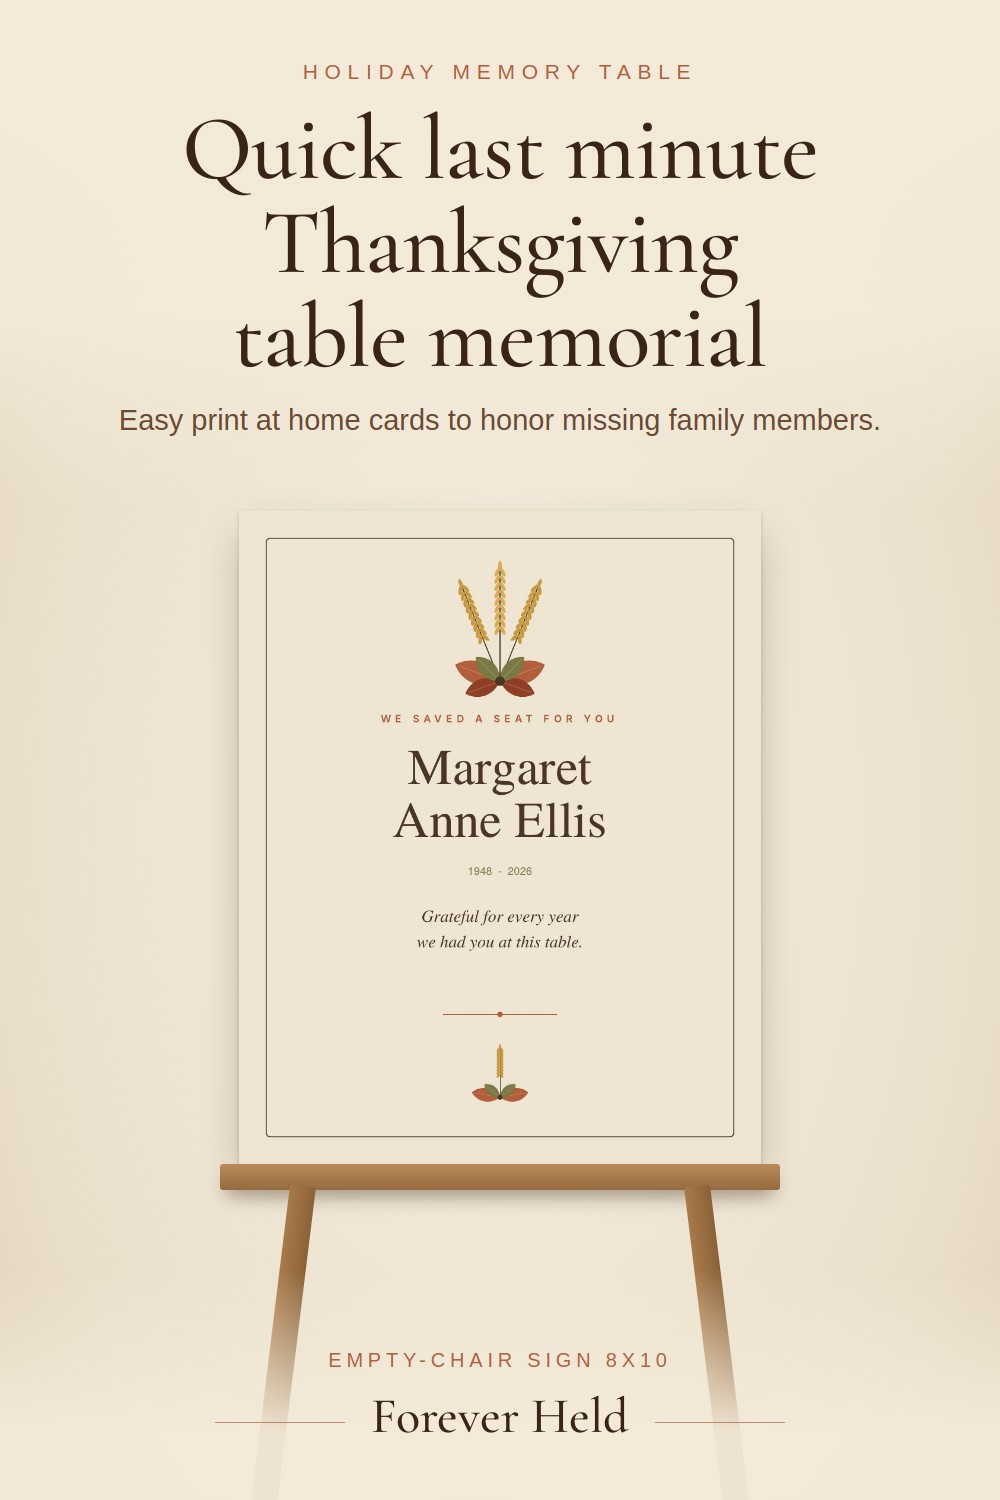 HOLIDAY MEMORY TABLE
Quick last minute
Thanksgiving
table memorial
Easy print at home cards to honor missing family members.
WE SAVED A SEAT FOR YOU
Margaret
Anne Ellis
1948 - 2026
Grateful for every year
we had you at this table.
EMPTY-CHAIR SIGN 8X10
Forever Held